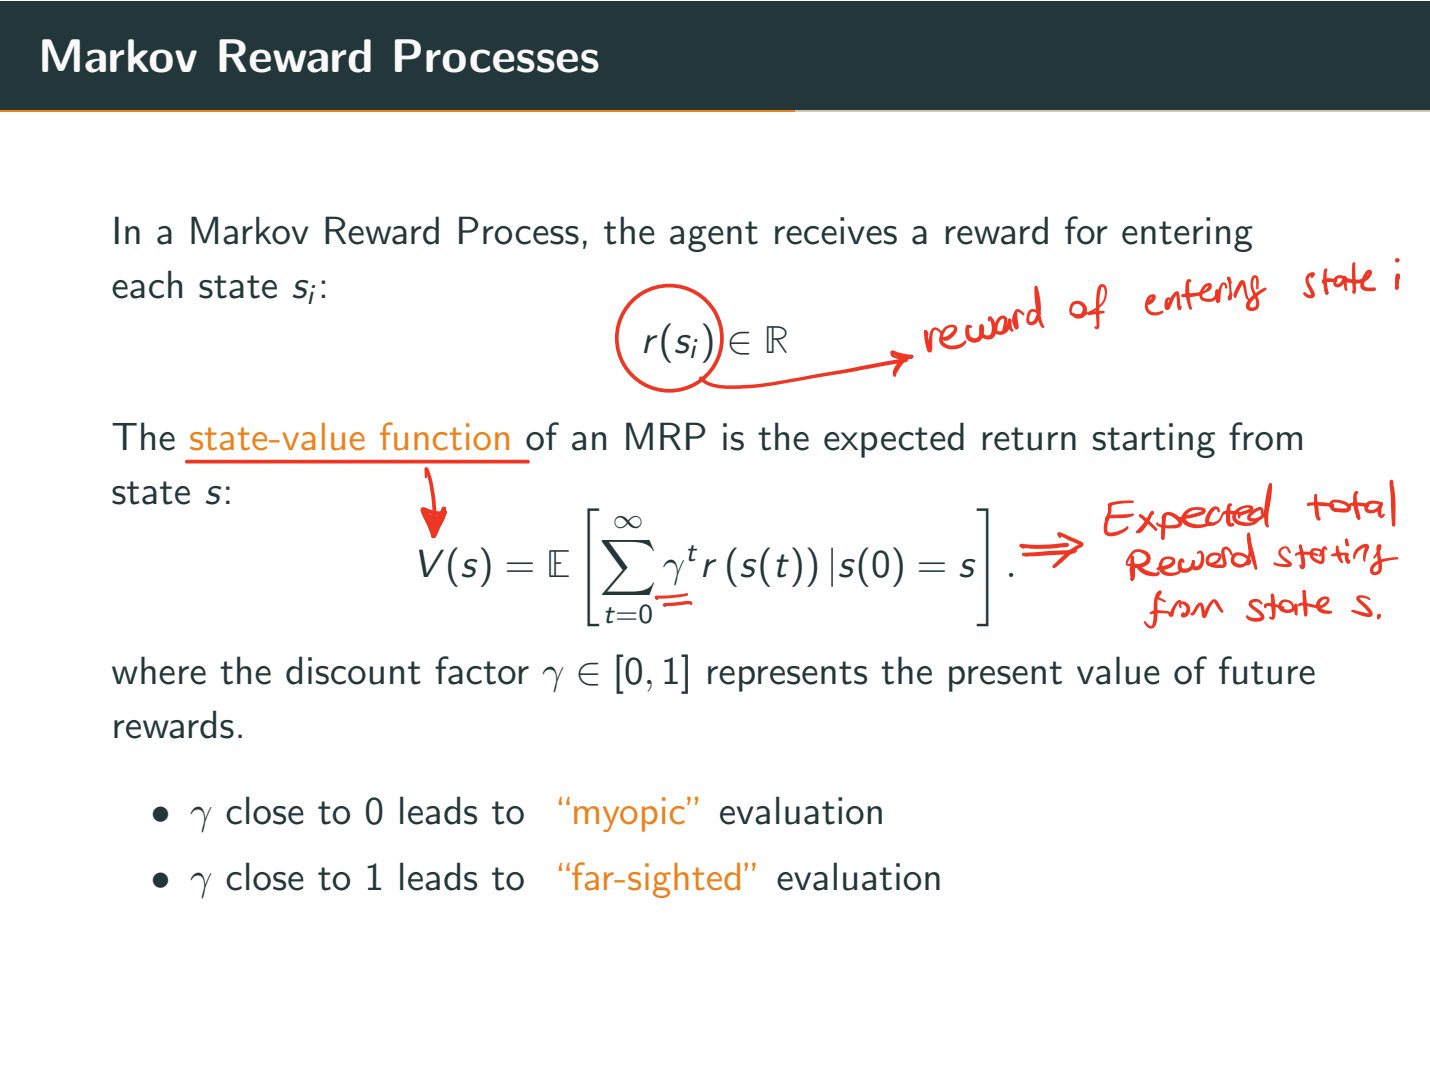 Markov Reward Processes
In a Markov Reward Process, the agent receives a reward for entering
each state sᵢ:
r(sᵢ) ∈ ℝ
reward of entering state i
The state-value function of an MRP is the expected return starting from
state s:
V(s) = 𝔼 [ ∑_{t=0}^{∞} γᵗ r (s(t)) |s(0) = s ] .
⇒ Expected total
Reward starting
from state s.
where the discount factor γ ∈ [0, 1] represents the present value of future
rewards.
• γ close to 0 leads to “myopic” evaluation
• γ close to 1 leads to “far-sighted” evaluation